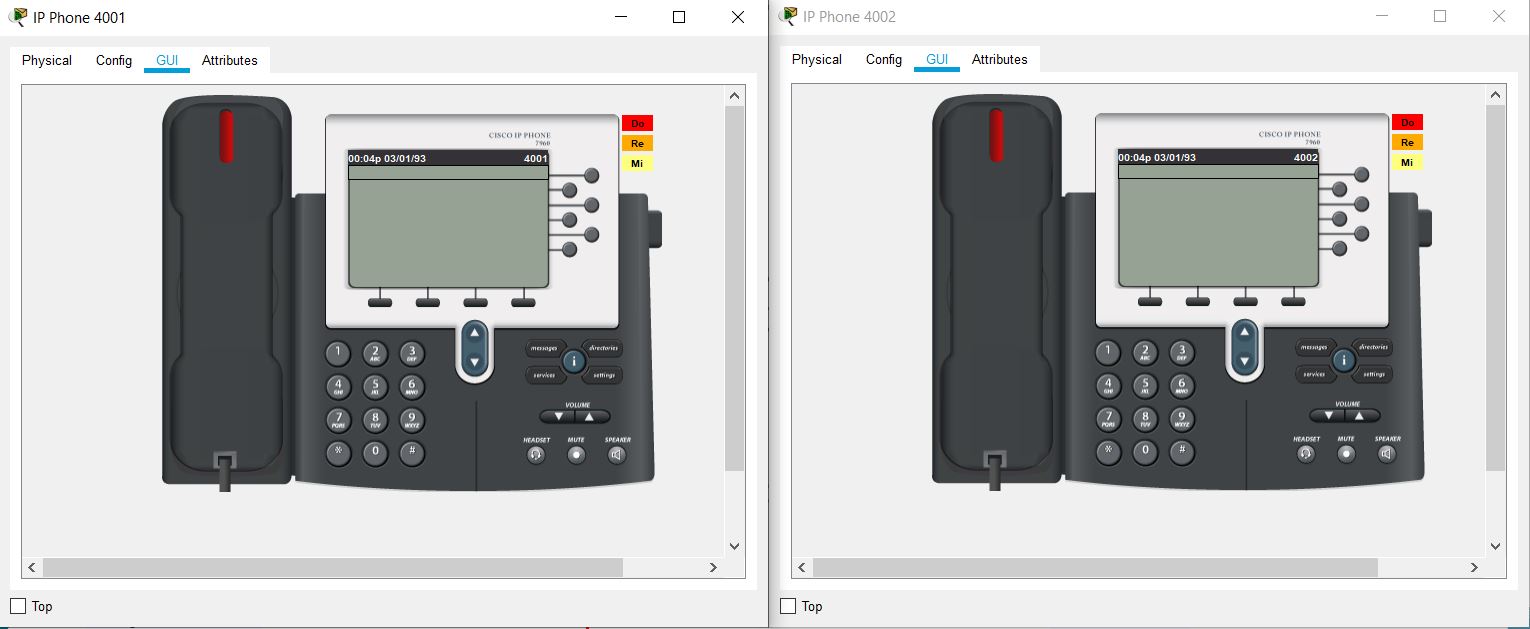 IP Phone 4001
Physical Config GUI Attributes
CISCO IP PHONE
7960
00:04p 03/01/93 4001
Do
Re
Mi
1 2 ABC 3 DEF
4 GHI 5 JKL 6 MNO
7 PQRS 8 TUV 9 WXYZ
* 0 #
messages directories
i
services settings
VOLUME
HEADSET MUTE SPEAKER
Top
IP Phone 4002
Physical Config GUI Attributes
CISCO IP PHONE
7960
00:04p 03/01/93 4002
Do
Re
Mi
1 2 ABC 3 DEF
4 GHI 5 JKL 6 MNO
7 PQRS 8 TUV 9 WXYZ
* 0 #
messages directories
i
services settings
VOLUME
HEADSET MUTE SPEAKER
Top